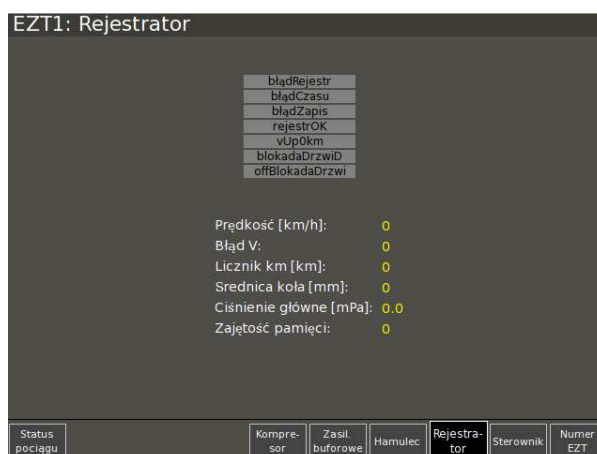 EZT1: Rejestrator
błądRejestr
błądCzasu
błądZapis
rejestrOK
vUp0km
blokadaDrzwiD
offBlokadaDrzwi
Prędkość [km/h]: 0
Błąd V: 0
Licznik km [km]: 0
Srednica koła [mm]: 0
Ciśnienie główne [mPa]: 0.0
Zajętość pamięci: 0
Status
pociągu
Kompre-
sor
Zasil.
buforowe
Hamulec
Rejestra-
tor
Sterownik
Numer
EZT